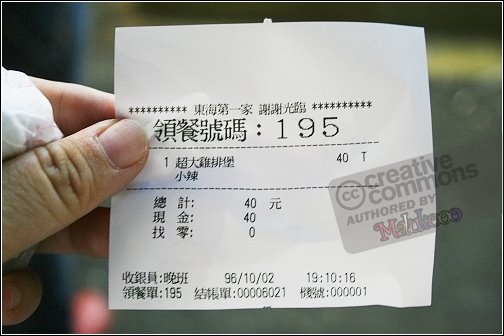 ********** 東海第一家 謝謝光臨 **********
領餐號碼：195
1 超大雞排堡 40 T
小辣
總 計: 40 元
現 金: 40
找 零: 0
收銀員:晚班 96/10/02 19:10:16
領餐單:195 結帳單:00006021 機號:000001
cc creative commons
AUTHORED BY